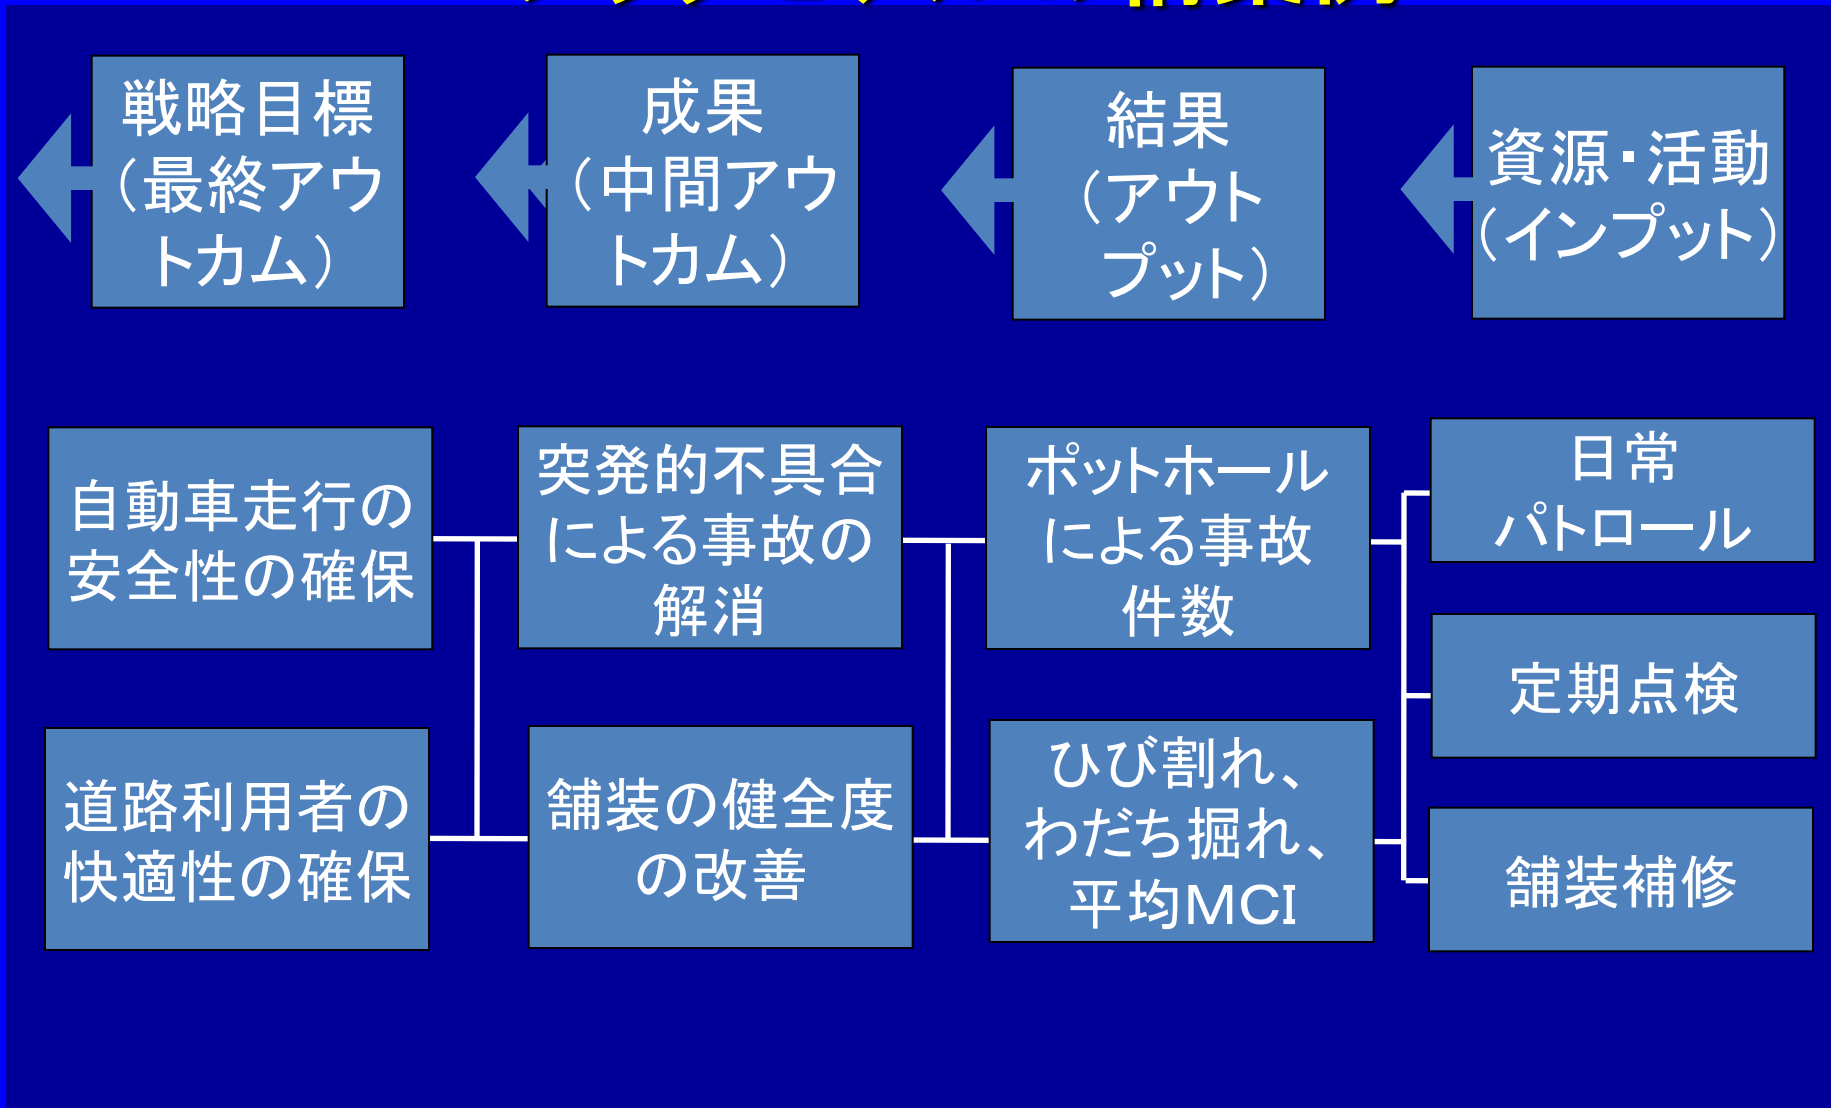 構築例
戦略目標
（最終アウ
トカム）
成果
（中間アウ
トカム）
結果
（アウト
プット）
資源・活動
（インプット）
自動車走行の
安全性の確保
突発的不具合
による事故の
解消
ポットホール
による事故
件数
日常
パトロール
定期点検
道路利用者の
快適性の確保
舗装の健全度
の改善
ひび割れ、
わだち掘れ、
平均ＭＣＩ
舗装補修